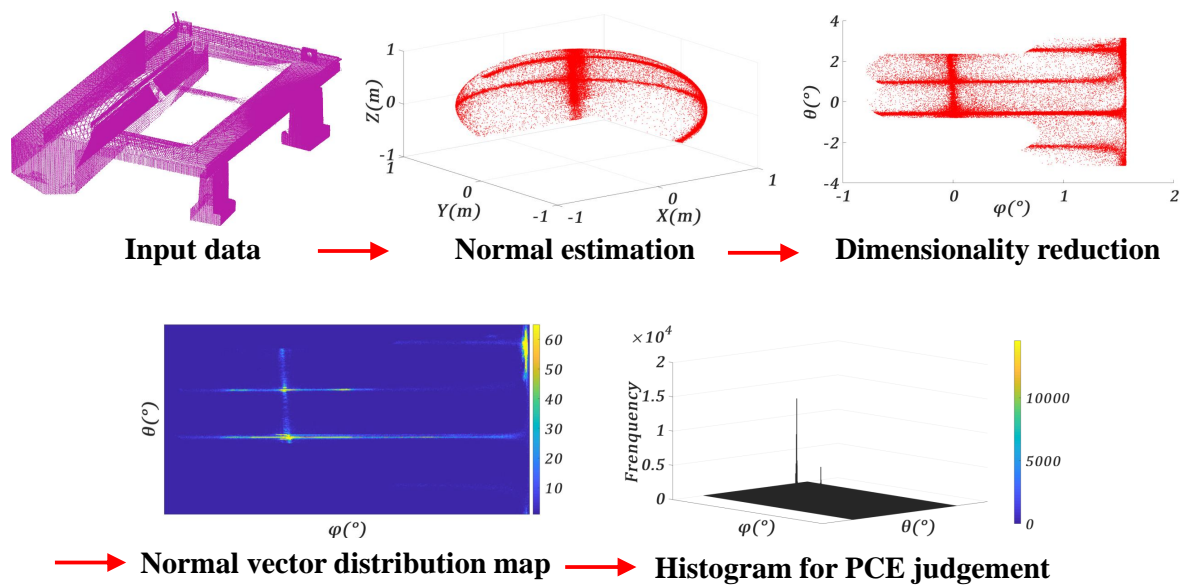 1
0
-1
Z(m)
1
0
-1
Y(m)
-1
0
1
X(m)
4
2
0
-2
-4
θ(°)
-1
0
1
2
φ(°)
Input data
Normal estimation
Dimensionality reduction
θ(°)
φ(°)
60
50
40
30
20
10
×10⁴
2
1.5
1
0.5
0
Frenquency
φ(°)
θ(°)
10000
5000
0
Normal vector distribution map
Histogram for PCE judgement